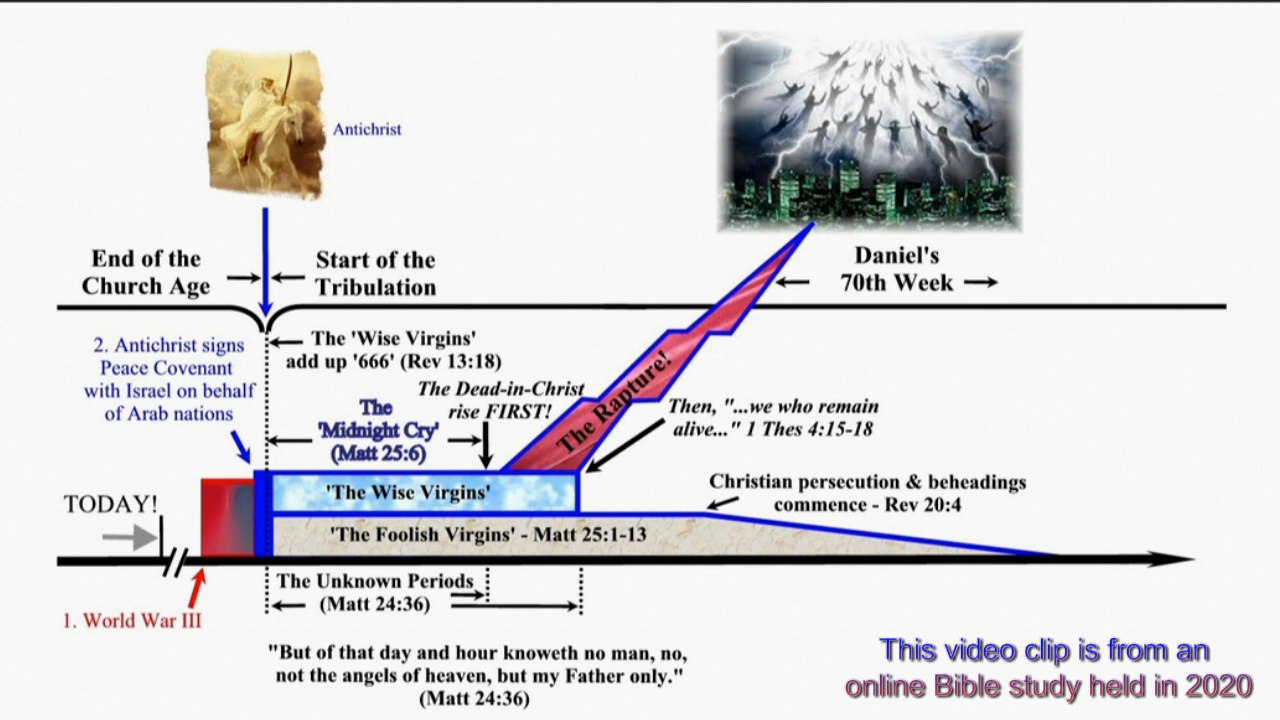 Antichrist
End of the
Church Age
Start of the
Tribulation
Daniel's
70th Week
2. Antichrist signs
Peace Covenant
with Israel on behalf
of Arab nations
The 'Wise Virgins'
add up '666' (Rev 13:18)
The Dead-in-Christ
rise FIRST!
The
'Midnight Cry'
(Matt 25:6)
The Rapture!
Then, "...we who remain
alive..." 1 Thes 4:15-18
Christian persecution & beheadings
commence - Rev 20:4
TODAY!
'The Wise Virgins'
'The Foolish Virgins' - Matt 25:1-13
1. World War III
The Unknown Periods
(Matt 24:36)
"But of that day and hour knoweth no man, no,
not the angels of heaven, but my Father only."
(Matt 24:36)
This video clip is from an
online Bible study held in 2020